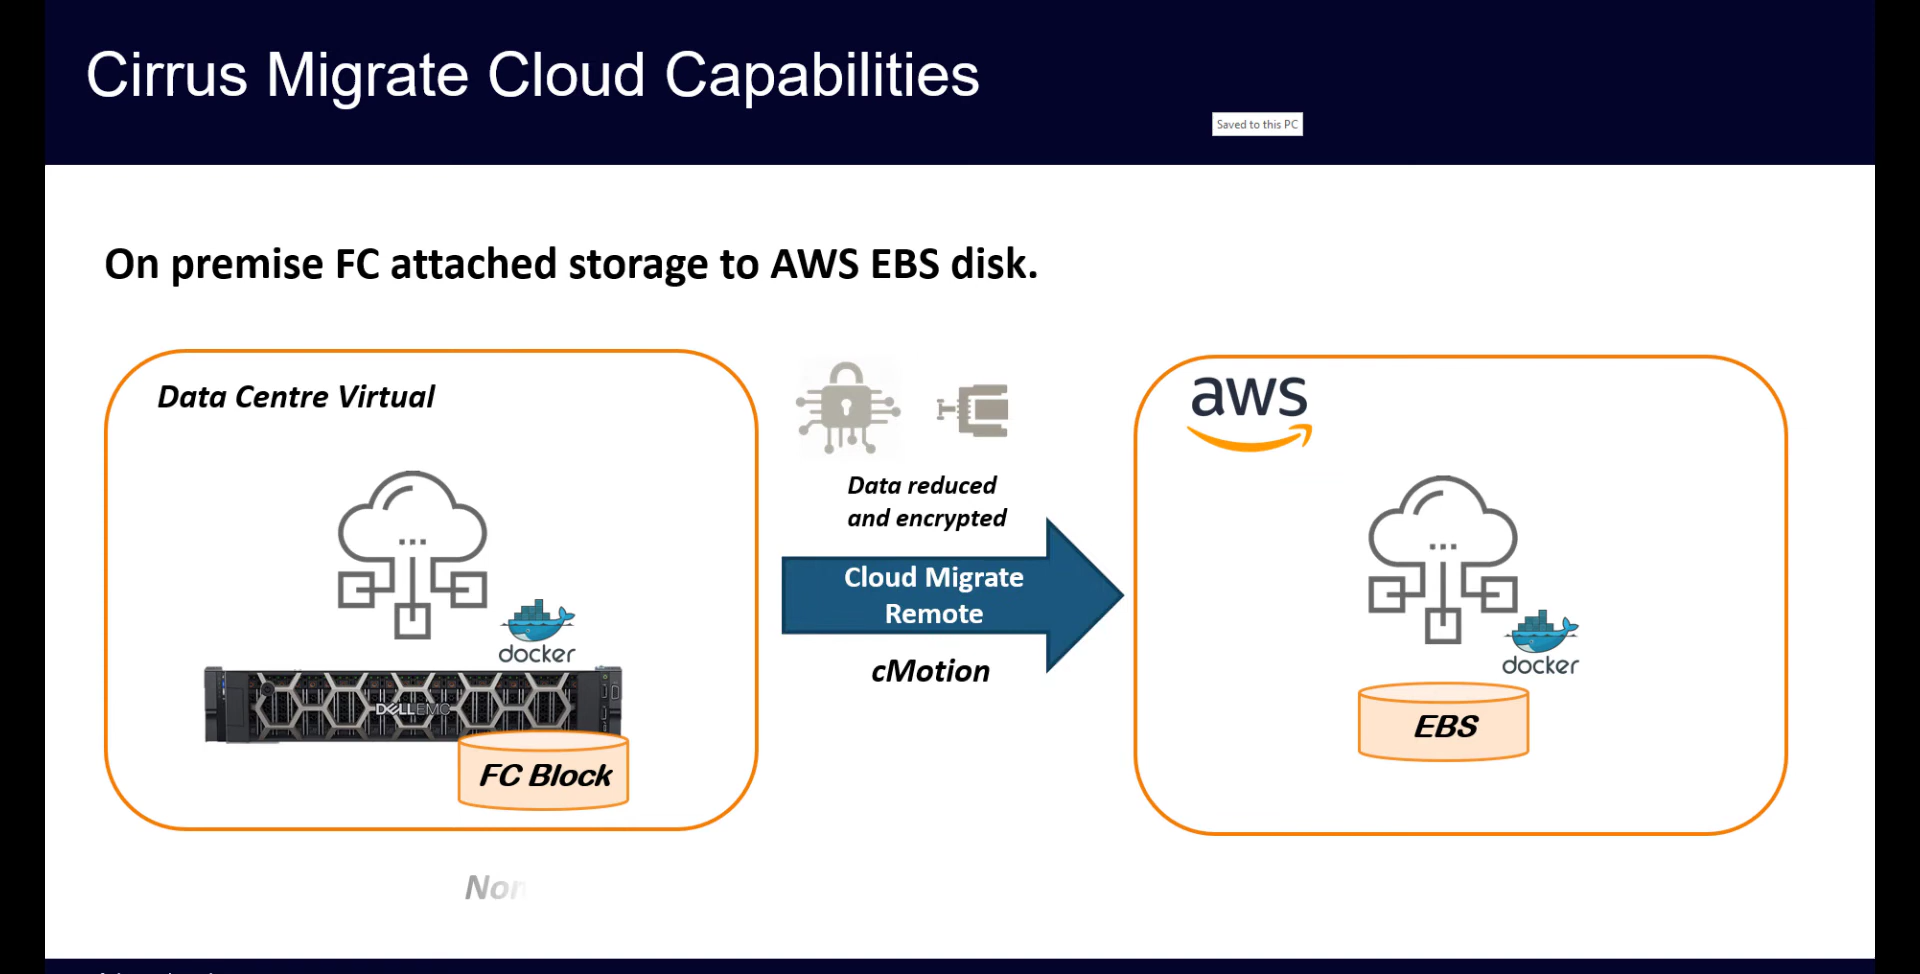 Cirrus Migrate Cloud Capabilities
Saved to this PC
On premise FC attached storage to AWS EBS disk.
Data Centre Virtual
aws
Data reduced
and encrypted
Cloud Migrate
Remote
cMotion
docker
DELLEMC
FC Block
docker
EBS
Non